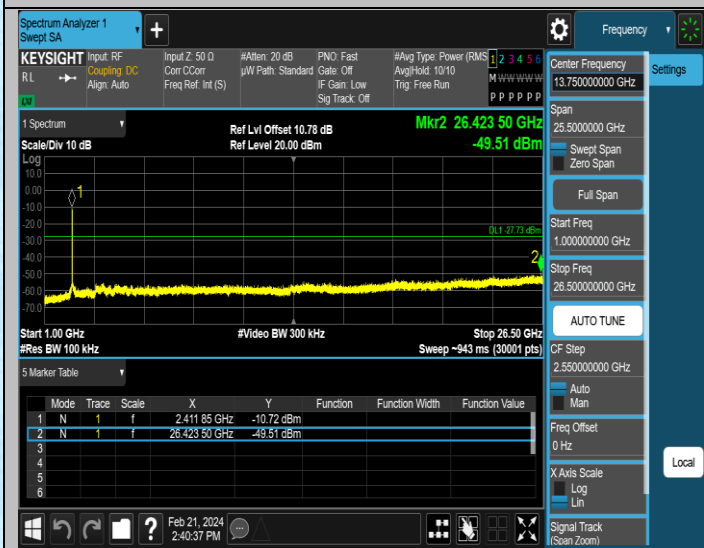 Spectrum Analyzer 1
Swept SA
+
Frequency
KEYSIGHT
RL
LXI
Input: RF
Coupling: DC
Align: Auto
Input Z: 50 Ω
Corr CCorr
Freq Ref: Int (S)
#Atten: 20 dB
µW Path: Standard
PNO: Fast
Gate: Off
IF Gain: Low
Sig Track: Off
#Avg Type: Power (RMS
Avg|Hold: 10/10
Trig: Free Run
1 2 3 4 5 6
M W W W W W
P P P P P P
1 Spectrum
Scale/Div 10 dB
Ref Lvl Offset 10.78 dB
Ref Level 20.00 dBm
Mkr2 26.423 50 GHz
-49.51 dBm
Log
10.0
0.00
-10.0
-20.0
-30.0
-40.0
-50.0
-60.0
-70.0
1
DL1 -27.73 dBm
2
Start 1.00 GHz
#Res BW 100 kHz
#Video BW 300 kHz
Stop 26.50 GHz
Sweep ~943 ms (30001 pts)
5 Marker Table
Mode Trace Scale X Y Function Function Width Function Value
1 N 1 f 2.411 85 GHz -10.72 dBm
2 N 1 f 26.423 50 GHz -49.51 dBm
3
4
5
6
Feb 21, 2024
2:40:37 PM
?
Center Frequency
13.750000000 GHz
Settings
Span
25.5000000 GHz
Swept Span
Zero Span
Full Span
Start Freq
1.000000000 GHz
Stop Freq
26.500000000 GHz
AUTO TUNE
CF Step
2.550000000 GHz
Auto
Man
Freq Offset
0 Hz
X Axis Scale
Log
Lin
Signal Track
(Span Zoom)
Local